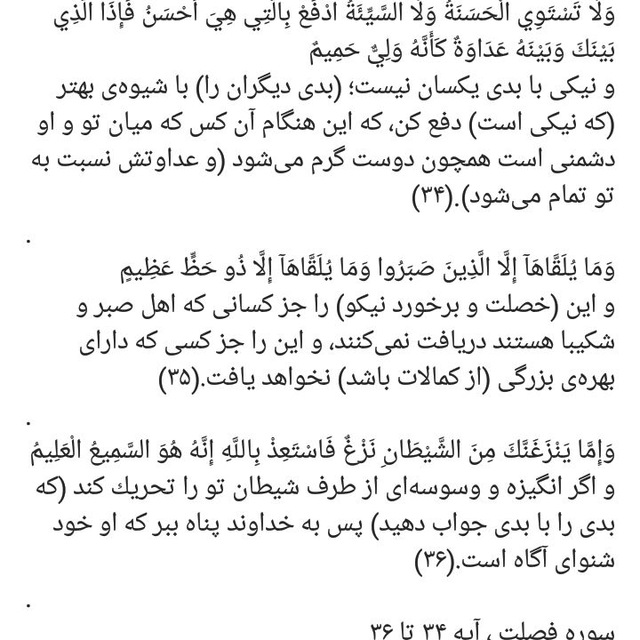 وَلَا تَسْتَوِي الْحَسَنَةُ وَلَا السَّيِّئَةُ ادْفَعْ بِالَّتِي هِيَ أَحْسَنُ فَإِذَا الَّذِي
بَيْنَكَ وَبَيْنَهُ عَدَاوَةٌ كَأَنَّهُ وَلِيٌّ حَمِيمٌ
و نیکی با بدی یکسان نیست؛ (بدی دیگران را) با شیوه‌ی بهتر
(که نیکی است) دفع کن، که این هنگام آن کس که میان تو و او
دشمنی است همچون دوست گرم می‌شود (و عداوتش نسبت به
تو تمام می‌شود).(۳۴)
.
وَمَا يُلَقَّاهَآ إِلَّا الَّذِينَ صَبَرُوا وَمَا يُلَقَّاهَآ إِلَّا ذُو حَظٍّ عَظِيمٍ
و این (خصلت و برخورد نیکو) را جز کسانی که اهل صبر و
شکیبا هستند دریافت نمی‌کنند، و این را جز کسی که دارای
بهره‌ی بزرگی (از کمالات باشد) نخواهد یافت.(۳۵)
.
وَإِمَّا يَنْزَغَنَّكَ مِنَ الشَّيْطَانِ نَزْغٌ فَاسْتَعِذْ بِاللَّهِ إِنَّهُ هُوَ السَّمِيعُ الْعَلِيمُ
و اگر انگیزه و وسوسه‌ای از طرف شیطان تو را تحریك کند (که
بدی را با بدی جواب دهید) پس به خداوند پناه ببر که او خود
شنوای آگاه است.(۳۶)
.
سوره فصلت ، آیه ۳۴ تا ۳۶